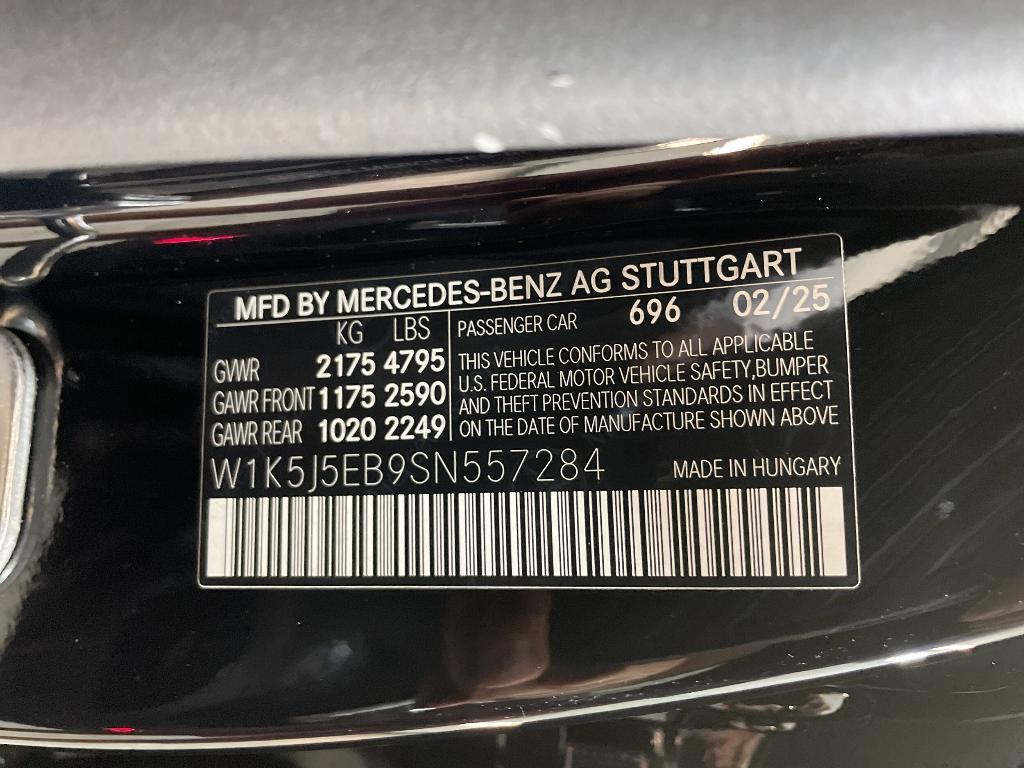 MFD BY MERCEDES-BENZ AG STUTTGART
KG LBS
GVWR 2175 4795
GAWR FRONT 1175 2590
GAWR REAR 1020 2249
PASSENGER CAR 696 02/25
THIS VEHICLE CONFORMS TO ALL APPLICABLE
U.S. FEDERAL MOTOR VEHICLE SAFETY,BUMPER
AND THEFT PREVENTION STANDARDS IN EFFECT
ON THE DATE OF MANUFACTURE SHOWN ABOVE
W1K5J5EB9SN557284 MADE IN HUNGARY